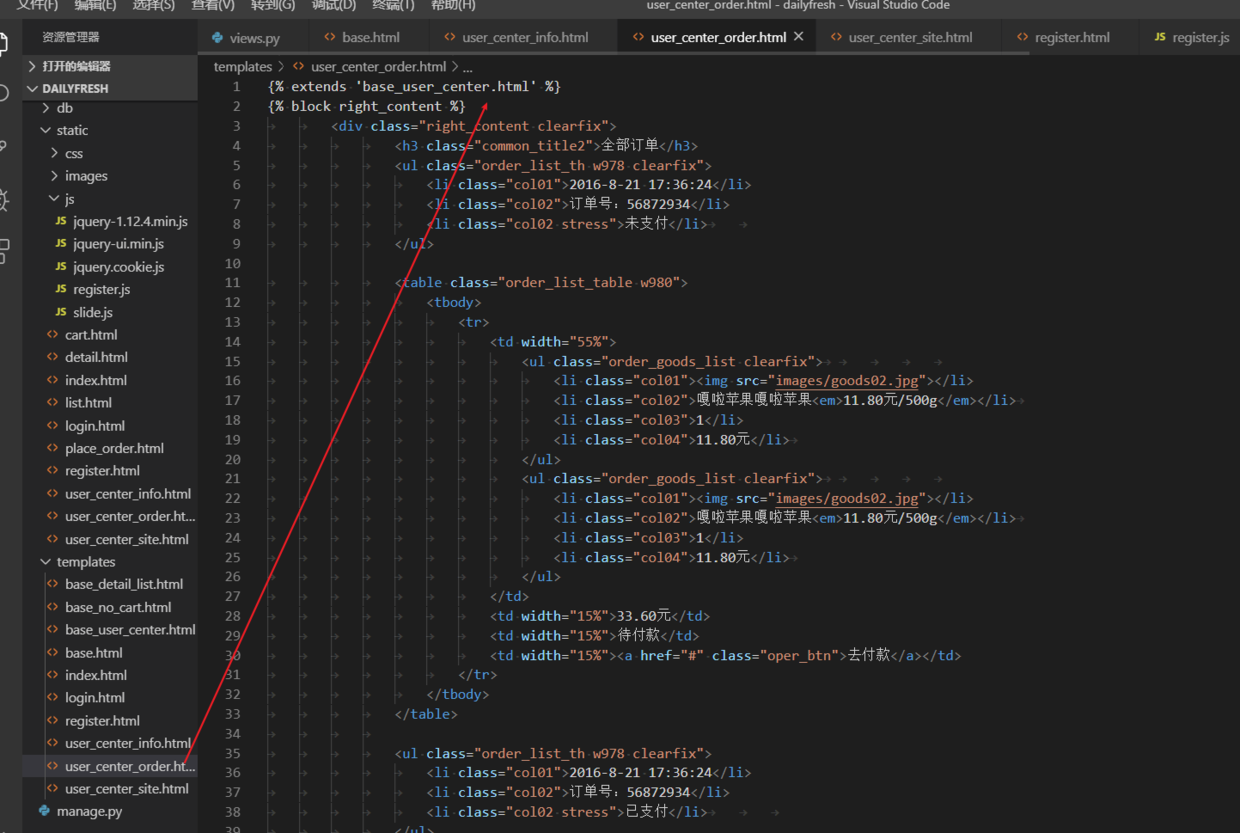 文件(F) 编辑(E) 选择(S) 查看(V) 转到(G) 调试(D) 终端(T) 帮助(H) user_center_order.html - dailyfresh - Visual Studio Code
资源管理器
views.py base.html user_center_info.html user_center_order.html × user_center_site.html register.html JS register.js
打开的编辑器
DAILYFRESH
db
static
css
images
js
JS jquery-1.12.4.min.js
JS jquery-ui.min.js
JS jquery.cookie.js
JS register.js
JS slide.js
cart.html
detail.html
index.html
list.html
login.html
place_order.html
register.html
user_center_info.html
user_center_order.ht...
user_center_site.html
templates
base_detail_list.html
base_no_cart.html
base_user_center.html
base.html
index.html
login.html
register.html
user_center_info.html
user_center_order.ht...
user_center_site.html
manage.py
templates > user_center_order.html > ...
1 {% extends 'base_user_center.html' %}
2 {% block right_content %}
3 <div class="right_content clearfix">
4 <h3 class="common_title2">全部订单</h3>
5 <ul class="order_list_th w978 clearfix">
6 <li class="col01">2016-8-21 17:36:24</li>
7 <li class="col02">订单号：56872934</li>
8 <li class="col02 stress">未支付</li>
9 </ul>
10
11 <table class="order_list_table w980">
12 <tbody>
13 <tr>
14 <td width="55%">
15 <ul class="order_goods_list clearfix">
16 <li class="col01"><img src="images/goods02.jpg"></li>
17 <li class="col02">嘎啦苹果嘎啦苹果<em>11.80元/500g</em></li>
18 <li class="col03">1</li>
19 <li class="col04">11.80元</li>
20 </ul>
21 <ul class="order_goods_list clearfix">
22 <li class="col01"><img src="images/goods02.jpg"></li>
23 <li class="col02">嘎啦苹果嘎啦苹果<em>11.80元/500g</em></li>
24 <li class="col03">1</li>
25 <li class="col04">11.80元</li>
26 </ul>
27 </td>
28 <td width="15%">33.60元</td>
29 <td width="15%">待付款</td>
30 <td width="15%"><a href="#" class="oper_btn">去付款</a></td>
31 </tr>
32 </tbody>
33 </table>
34
35 <ul class="order_list_th w978 clearfix">
36 <li class="col01">2016-8-21 17:36:24</li>
37 <li class="col02">订单号：56872934</li>
38 <li class="col02 stress">已支付</li>
39 </ul>